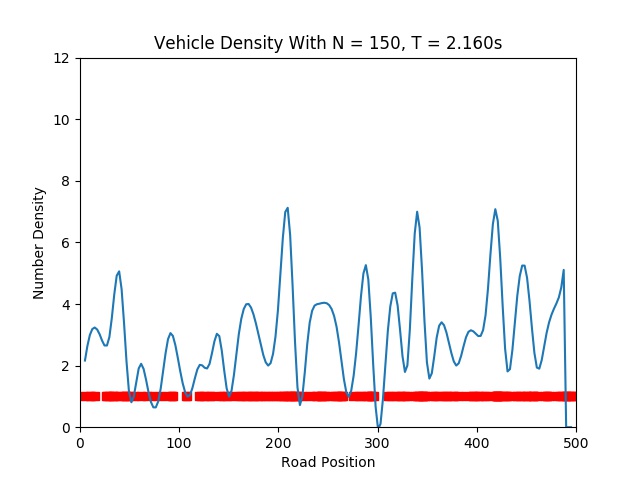 Vehicle Density With N = 150, T = 2.160s
12
10
8
6
4
2
0
Number Density
0 100 200 300 400 500
Road Position